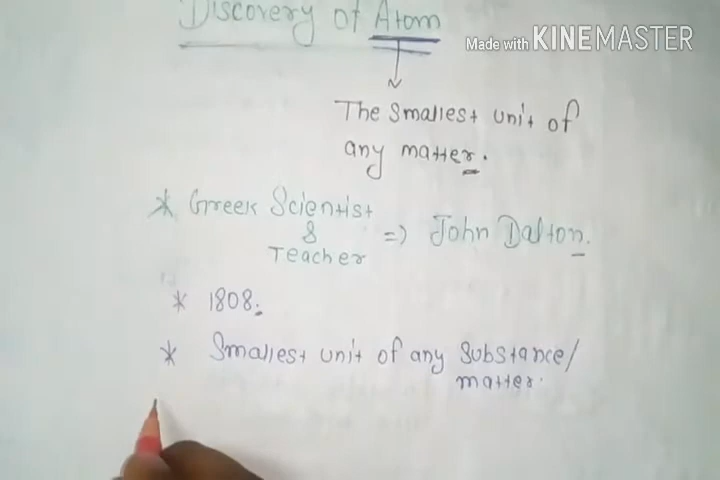 Discovery of Atom
Made with KINEMASTER
The smallest unit of
any matter.
* Greek Scientist
& => John Dalton.
Teacher
* 1808.
* Smallest unit of any substance/
matter.